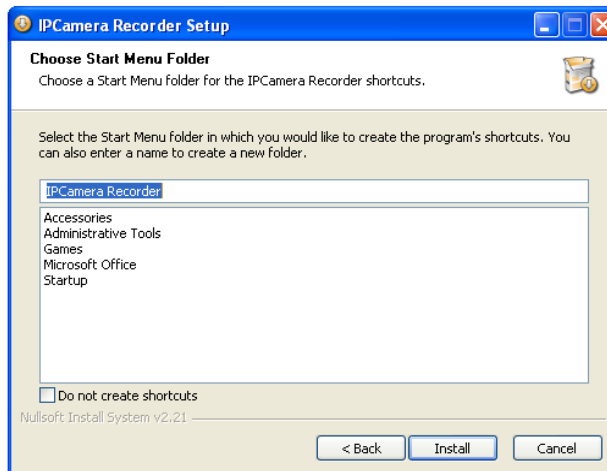 IPCamera Recorder Setup
Choose Start Menu Folder
Choose a Start Menu folder for the IPCamera Recorder shortcuts.
Select the Start Menu folder in which you would like to create the program's shortcuts. You
can also enter a name to create a new folder.
IPCamera Recorder
Accessories
Administrative Tools
Games
Microsoft Office
Startup
Do not create shortcuts
Nullsoft Install System v2.21
< Back Install Cancel